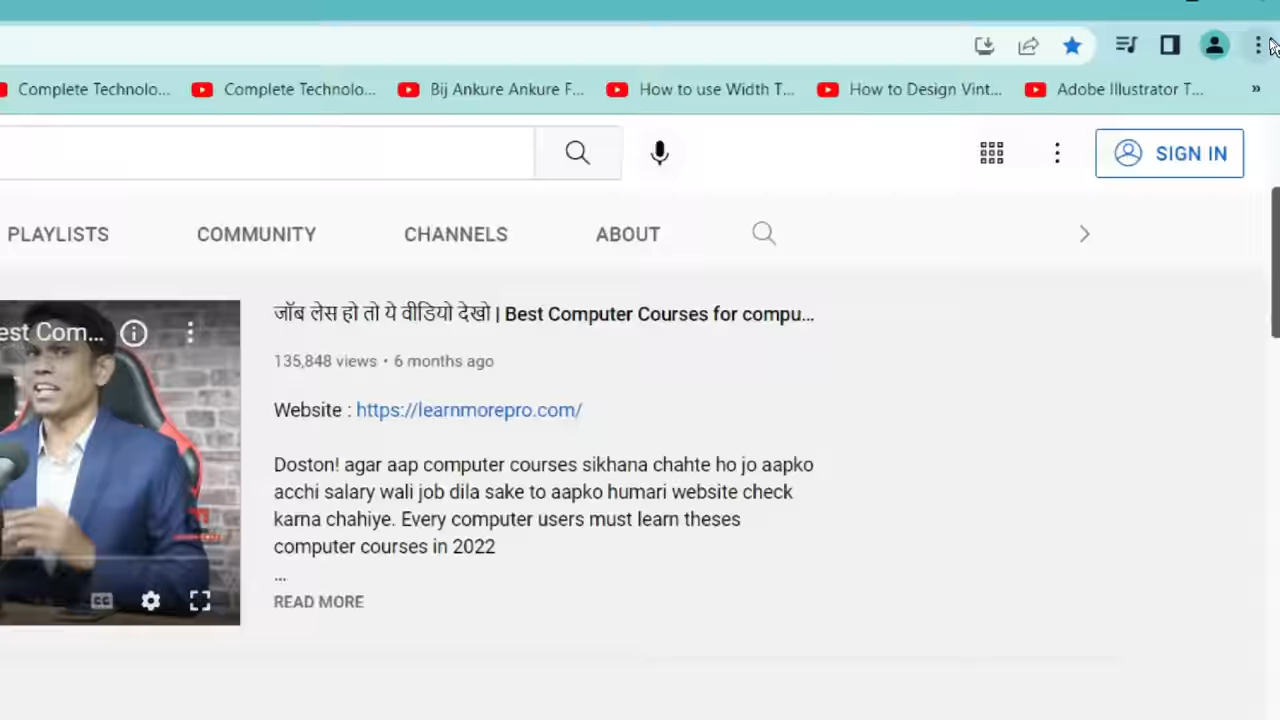 Complete Technolo... Complete Technolo... Bij Ankure Ankure F... How to use Width T... How to Design Vint... Adobe Illustrator T... »
SIGN IN
PLAYLISTS COMMUNITY CHANNELS ABOUT
est Com...
जॉब लेस हो तो ये वीडियो देखो | Best Computer Courses for compu...
135,848 views • 6 months ago
Website : https://learnmorepro.com/
Doston! agar aap computer courses sikhana chahte ho jo aapko
acchi salary wali job dila sake to aapko humari website check
karna chahiye. Every computer users must learn theses
computer courses in 2022
...
READ MORE
CC